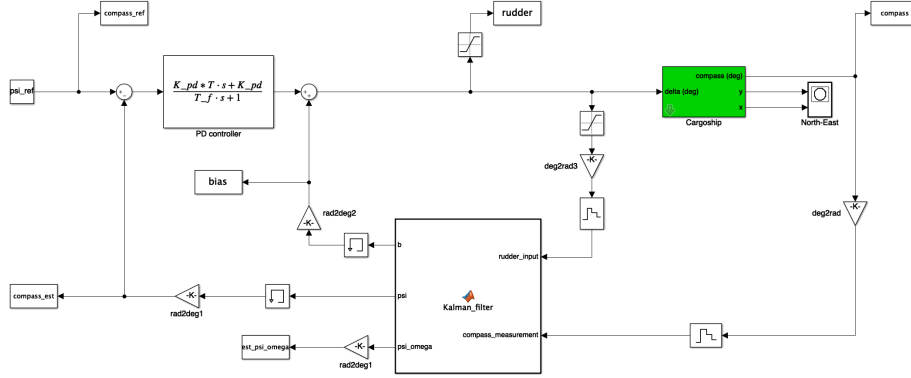 compass_ref
rudder
compass
psi_ref
K_pd * T · s + K_pd
T_f · s + 1
PD controller
compass (deg)
delta (deg)
y
x
Cargoship
North-East
-K-
deg2rad3
bias
-K-
rad2deg2
-K-
deg2rad
b
rudder_input
Kalman_filter
compass_est
-K-
rad2deg1
psi
compass_measurement
est_psi_omega
-K-
rad2deg1
psi_omega